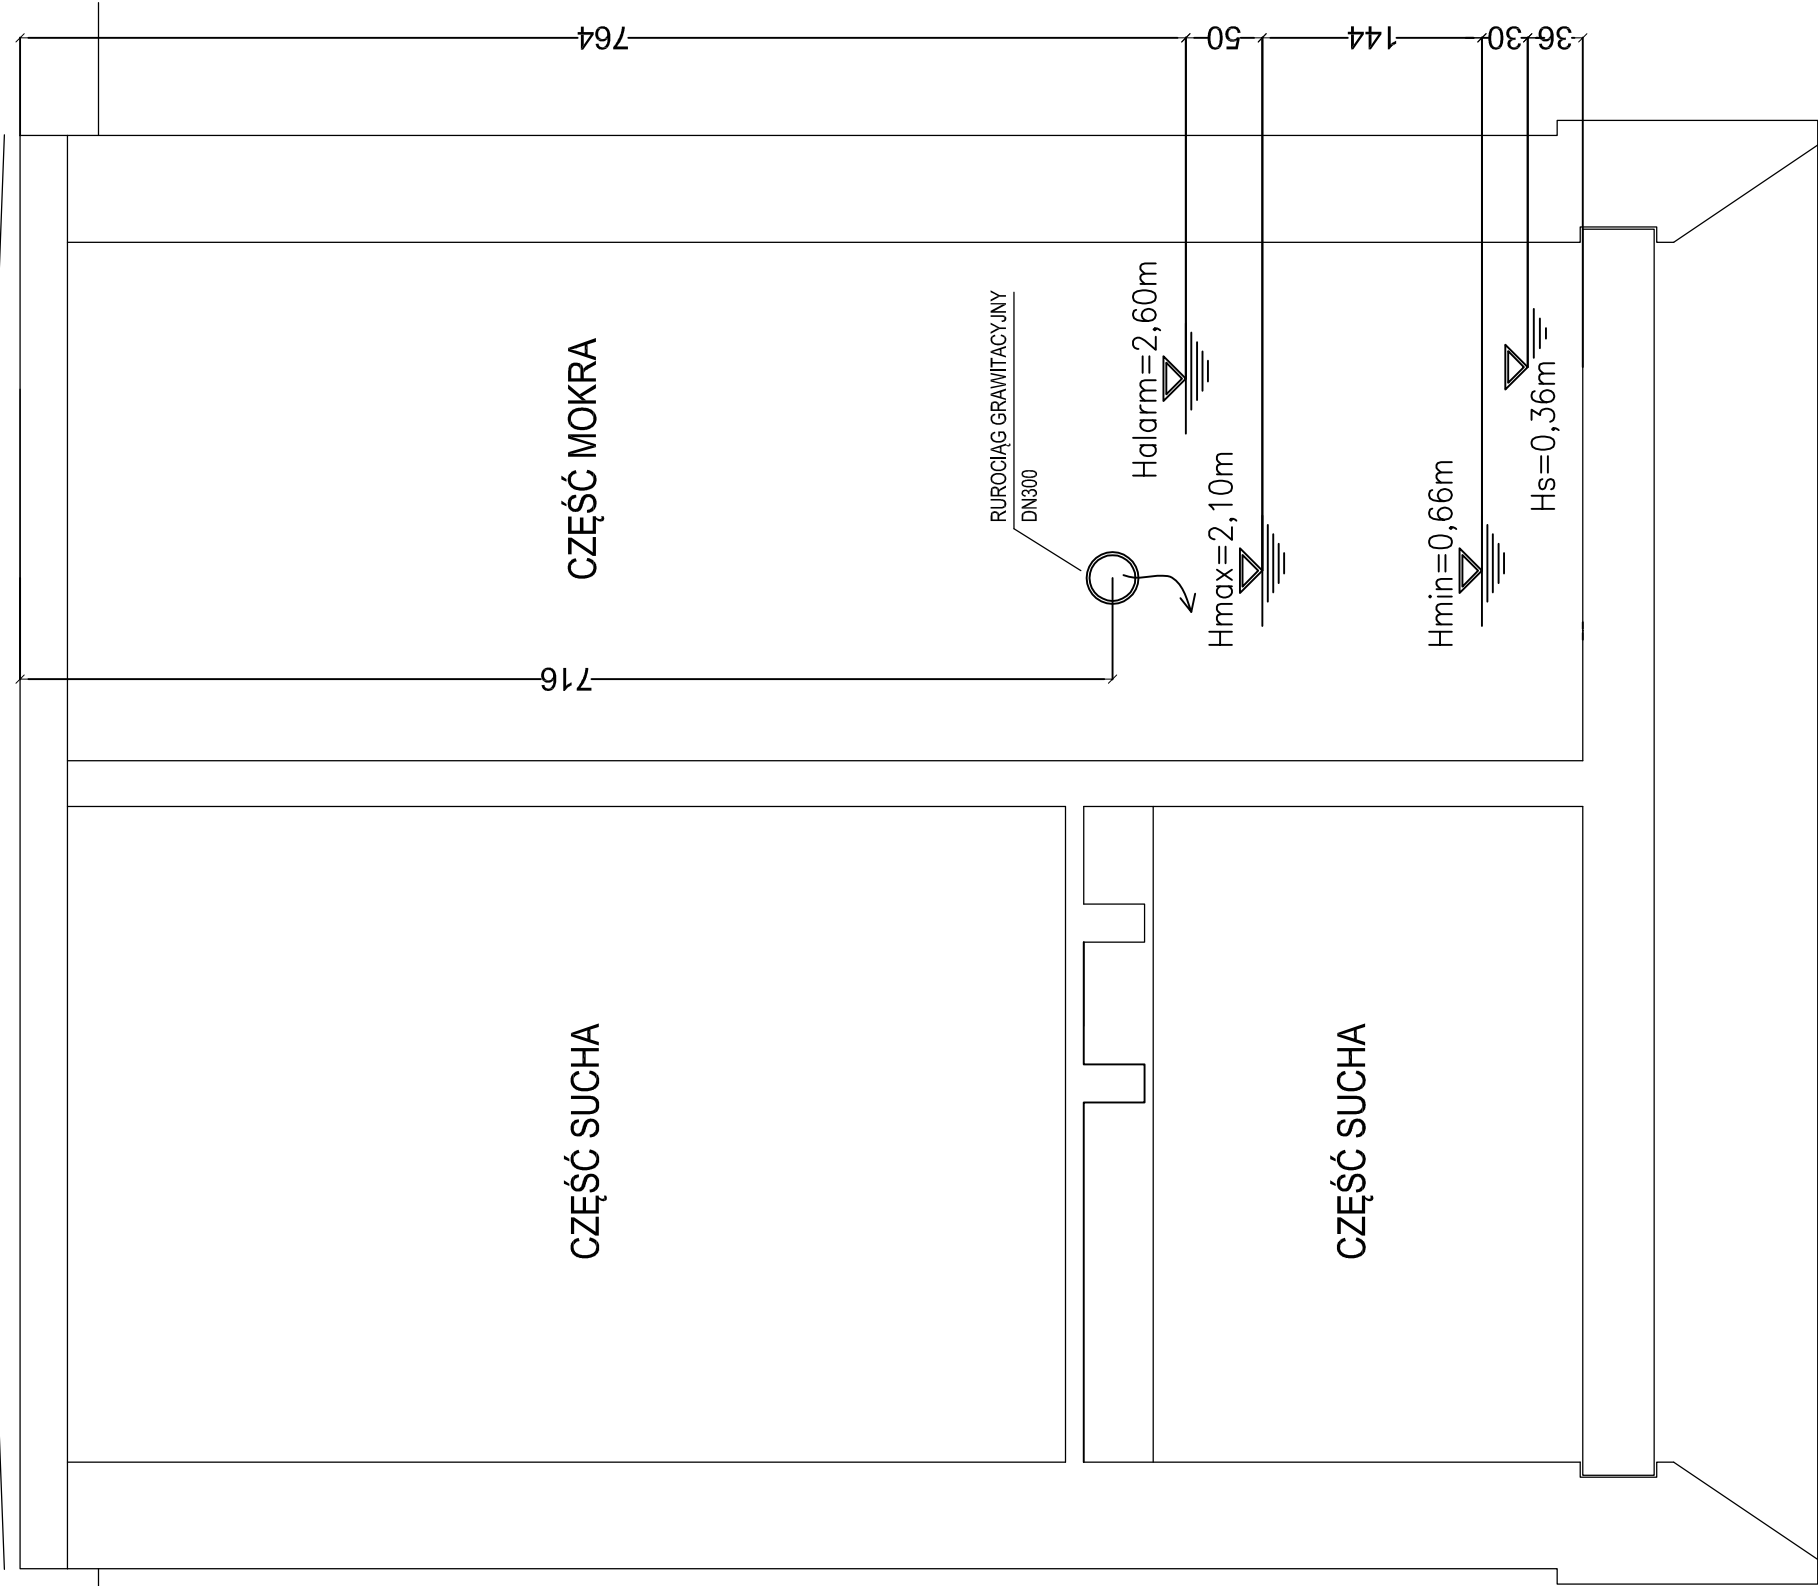 764
50
144
30
36
CZĘŚĆ MOKRA
RUROCIĄG GRAWITACYJNY
DN300
Halarm=2,60m
Hmax=2,10m
Hmin=0,66m
Hs=0,36m
716
CZĘŚĆ SUCHA
CZĘŚĆ SUCHA